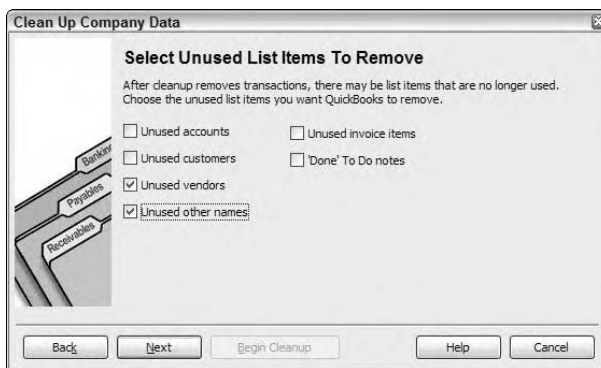 Clean Up Company Data
Select Unused List Items To Remove
After cleanup removes transactions, there may be list items that are no longer used.
Choose the unused list items you want QuickBooks to remove.
Unused accounts
Unused invoice items
Unused customers
'Done' To Do notes
Unused vendors
Unused other names
Banking
Payables
Receivables
Back
Next
Begin Cleanup
Help
Cancel